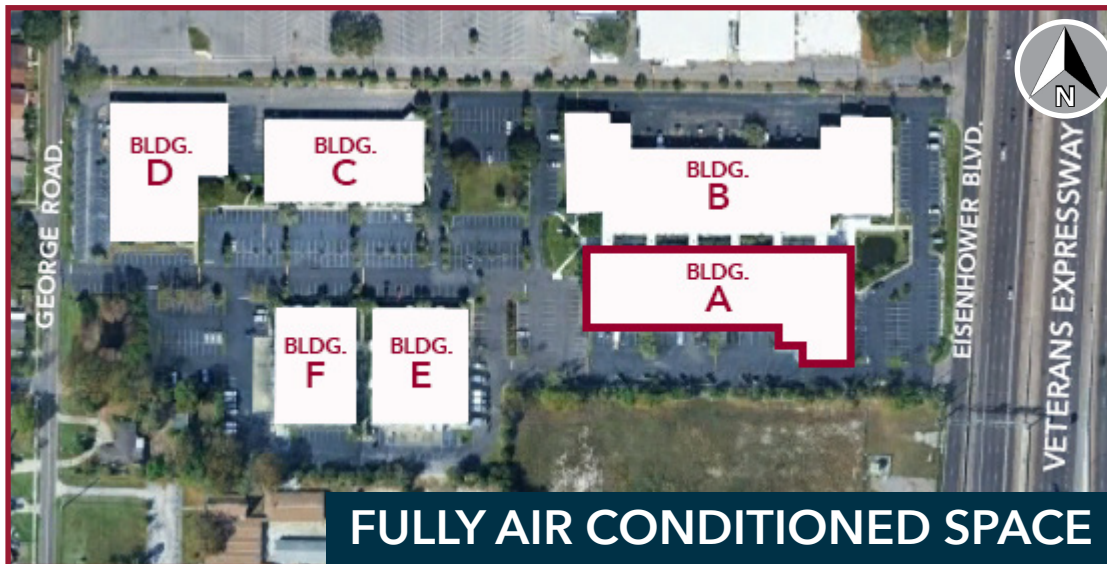 N
BLDG.
D
BLDG.
C
BLDG.
B
BLDG.
A
BLDG.
F
BLDG.
E
GEORGE ROAD.
EISENHOWER BLVD.
VETERANS EXPRESSWAY
FULLY AIR CONDITIONED SPACE